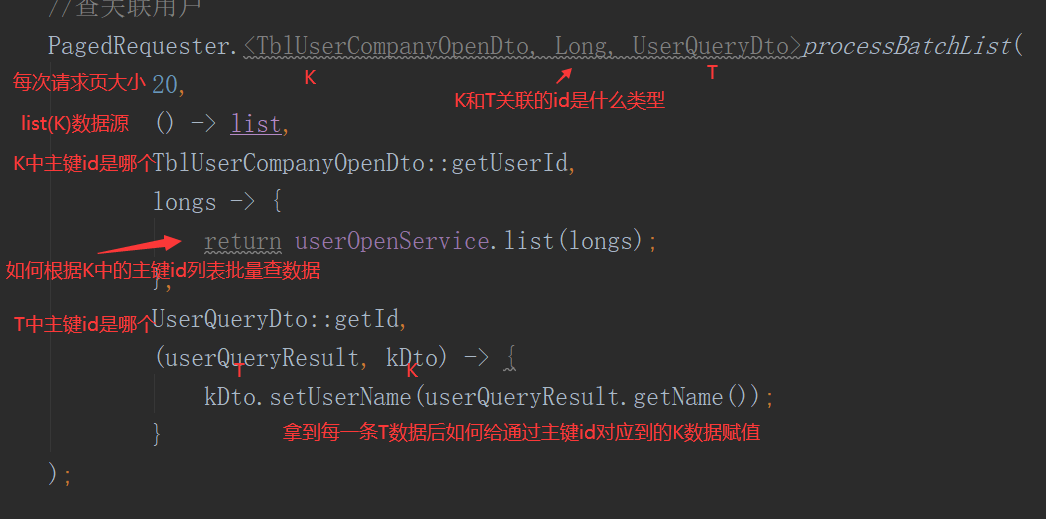 //查关联用户
PagedRequester.<TblUserCompanyOpenDto, Long, UserQueryDto>processBatchList(
K
T
K和T关联的id是什么类型
每次请求页大小
20,
list(K)数据源
() -> list,
K中主键id是哪个
TblUserCompanyOpenDto::getUserId,
longs -> {
return userOpenService.list(longs);
如何根据K中的主键id列表批量查数据
},
T中主键id是哪个
UserQueryDto::getId,
(userQueryResult, kDto) -> {
T
K
kDto.setUserName(userQueryResult.getName());
}
拿到每一条T数据后如何给通过主键id对应到的K数据赋值
);